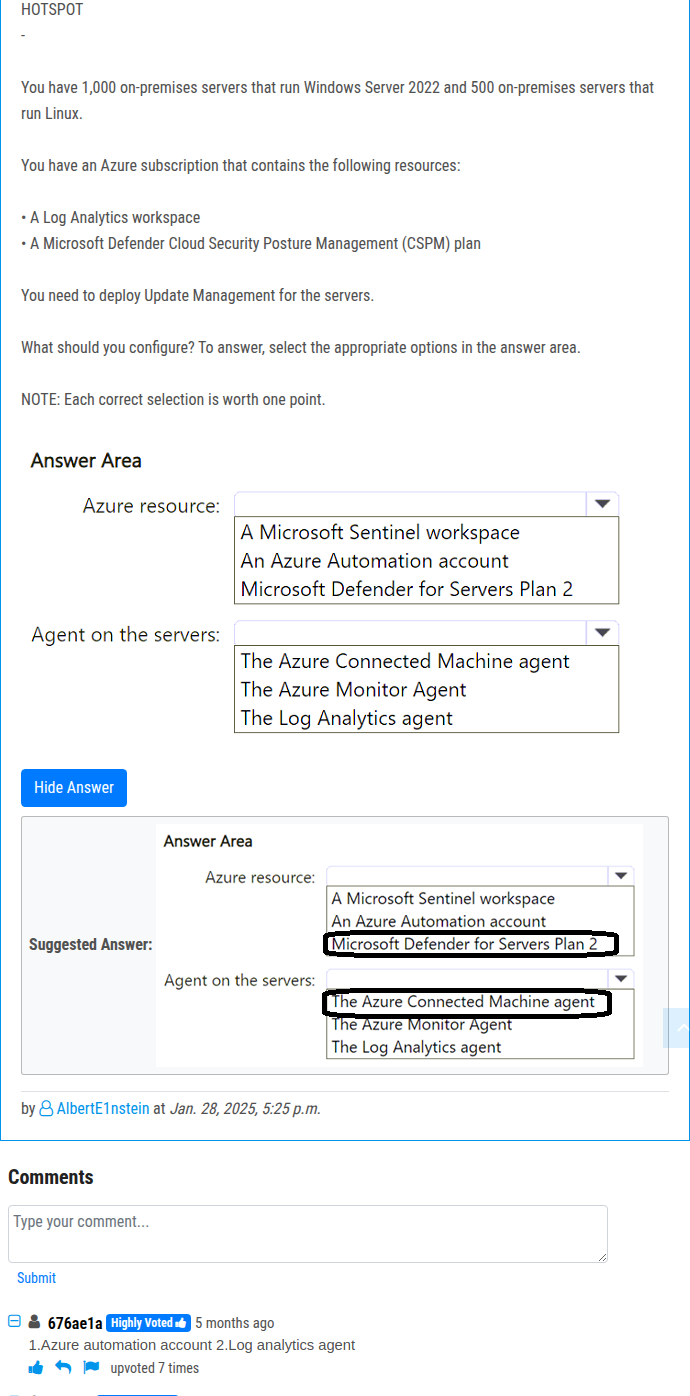 HOTSPOT
-
You have 1,000 on-premises servers that run Windows Server 2022 and 500 on-premises servers that
run Linux.
You have an Azure subscription that contains the following resources:
• A Log Analytics workspace
• A Microsoft Defender Cloud Security Posture Management (CSPM) plan
You need to deploy Update Management for the servers.
What should you configure? To answer, select the appropriate options in the answer area.
NOTE: Each correct selection is worth one point.
Answer Area
Azure resource:
A Microsoft Sentinel workspace
An Azure Automation account
Microsoft Defender for Servers Plan 2
Agent on the servers:
The Azure Connected Machine agent
The Azure Monitor Agent
The Log Analytics agent
Hide Answer
Suggested Answer:
Answer Area
Azure resource:
A Microsoft Sentinel workspace
An Azure Automation account
Microsoft Defender for Servers Plan 2
Agent on the servers:
The Azure Connected Machine agent
The Azure Monitor Agent
The Log Analytics agent
by AlbertE1nstein at Jan. 28, 2025, 5:25 p.m.
Comments
Type your comment...
Submit
676ae1a Highly Voted 5 months ago
1.Azure automation account 2.Log analytics agent
upvoted 7 times